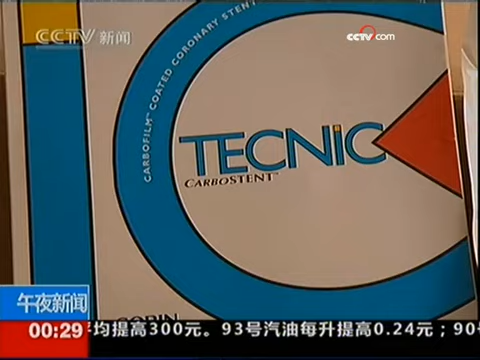 CCTV 新闻
CCTV.com
CARBOFILM™ COATED CORONARY STENT
TECNIC
CARBOSTENT™
SORIN
午夜新闻
00:29
均提高300元。93号汽油每升提高0.24元；90